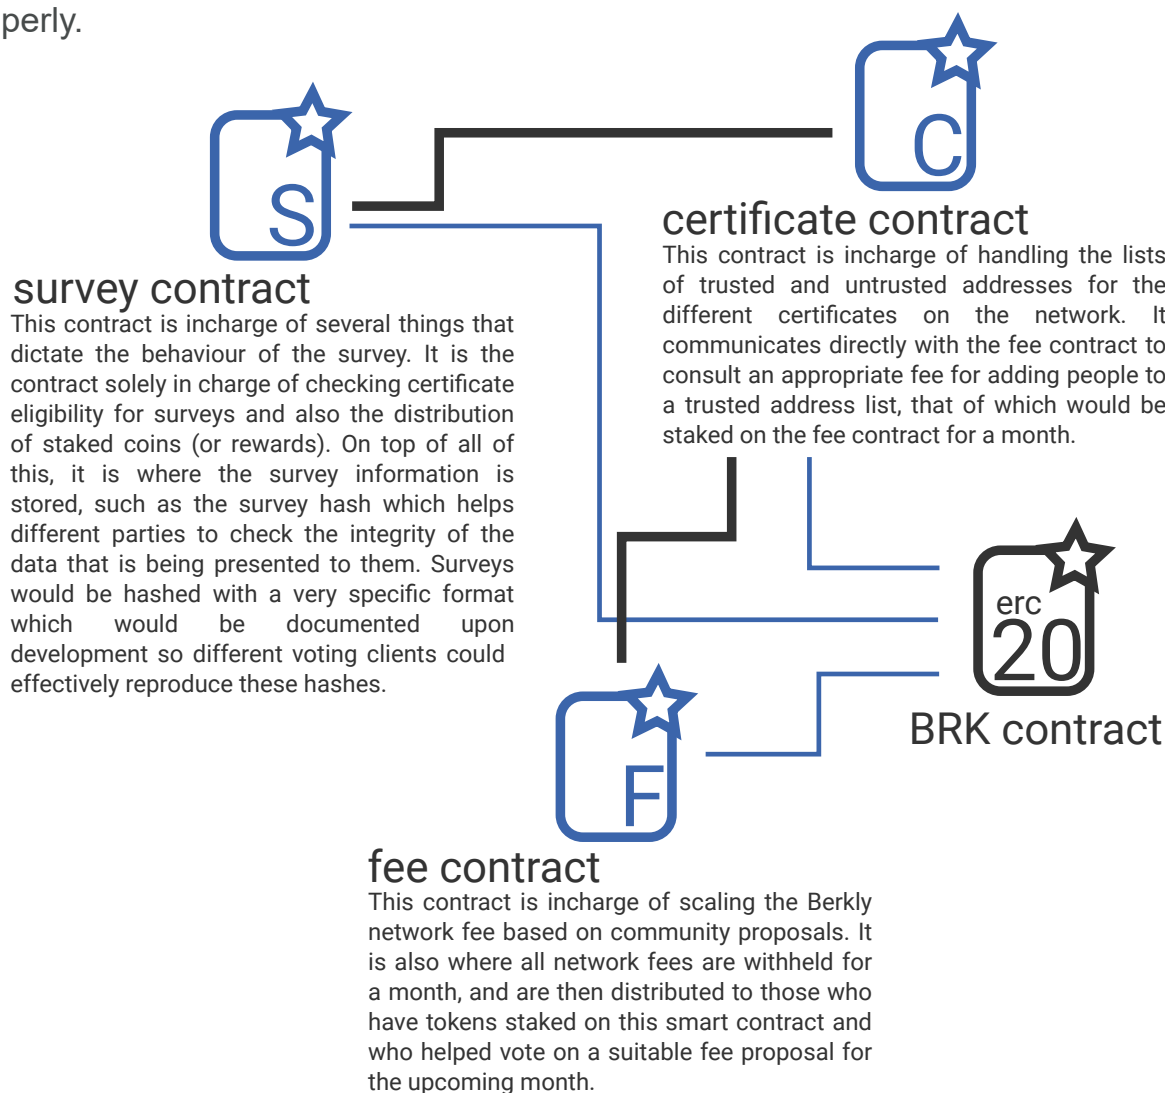 perly.
S
survey contract
This contract is incharge of several things that
dictate the behaviour of the survey. It is the
contract solely in charge of checking certificate
eligibility for surveys and also the distribution
of staked coins (or rewards). On top of all of
this, it is where the survey information is
stored, such as the survey hash which helps
different parties to check the integrity of the
data that is being presented to them. Surveys
would be hashed with a very specific format
which would be documented upon
development so different voting clients could
effectively reproduce these hashes.
C
certificate contract
This contract is incharge of handling the lists
of trusted and untrusted addresses for the
different certificates on the network. It
communicates directly with the fee contract to
consult an appropriate fee for adding people to
a trusted address list, that of which would be
staked on the fee contract for a month.
erc
20
BRK contract
F
fee contract
This contract is incharge of scaling the Berkly
network fee based on community proposals. It
is also where all network fees are withheld for
a month, and are then distributed to those who
have tokens staked on this smart contract and
who helped vote on a suitable fee proposal for
the upcoming month.